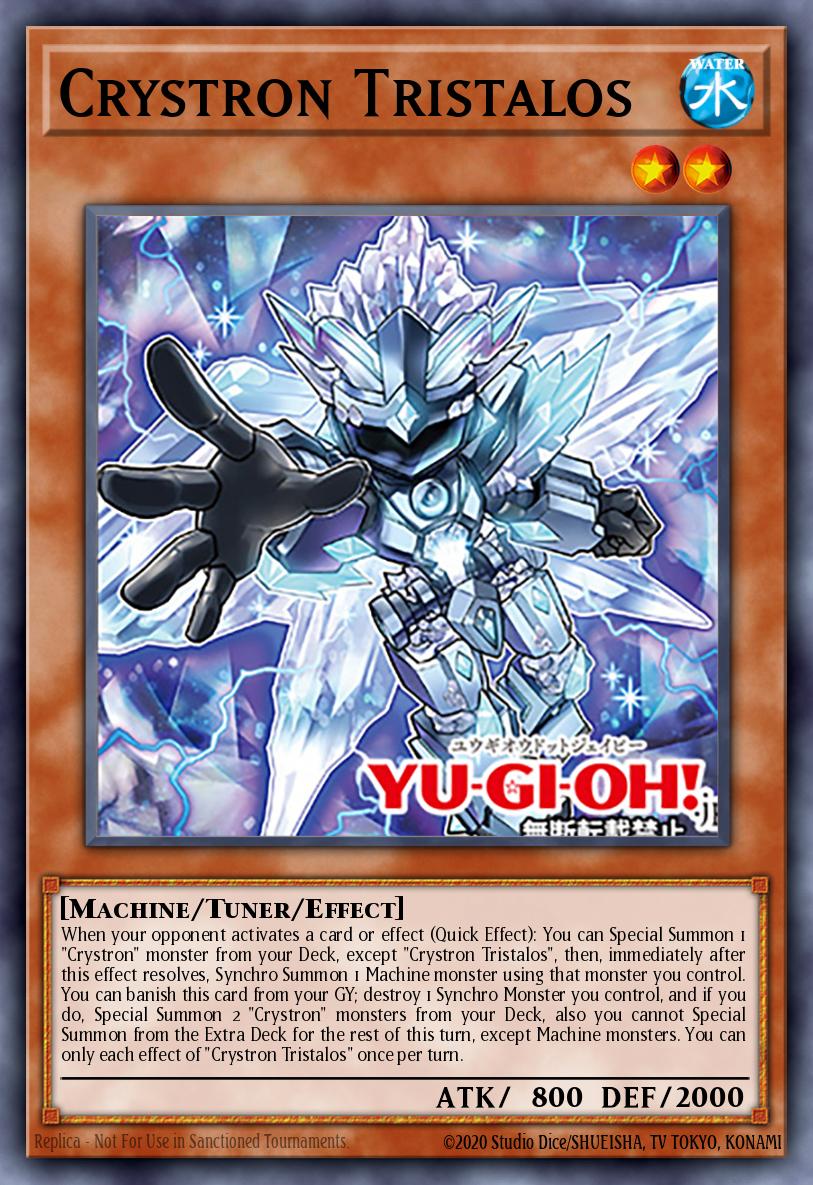 Crystron Tristalos
WATER
水
[Machine/Tuner/Effect]
When your opponent activates a card or effect (Quick Effect): You can Special Summon 1
"Crystron" monster from your Deck, except "Crystron Tristalos", then, immediately after
this effect resolves, Synchro Summon 1 Machine monster using that monster you control.
You can banish this card from your GY; destroy 1 Synchro Monster you control, and if you
do, Special Summon 2 "Crystron" monsters from your Deck, also you cannot Special
Summon from the Extra Deck for the rest of this turn, except Machine monsters. You can
only each effect of "Crystron Tristalos" once per turn.
ATK/ 800 DEF/2000
ユウギオウドットジェイピー
YU-GI-OH!
無断転載禁止
Replica - Not For Use in Sanctioned Tournaments.
©2020 Studio Dice/SHUEISHA, TV TOKYO, KONAMI